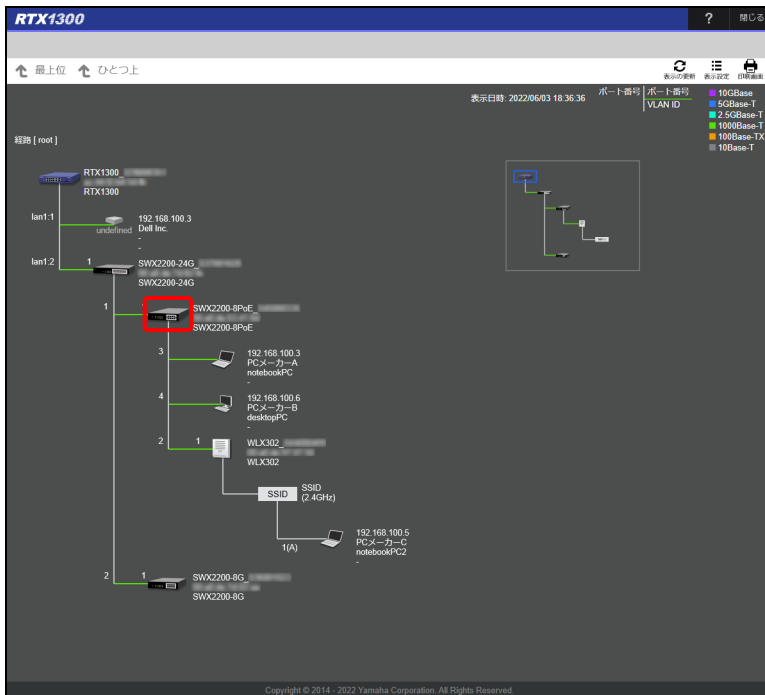 RTX1300
? 閉じる
最上位 ひとつ上
表示の更新 表示設定 印刷画面
表示日時: 2022/06/03 18:36:36
ポート番号 ポート番号
VLAN ID
10GBase
5GBase-T
2.5GBase-T
1000Base-T
100Base-TX
10Base-T
経路 [ root ]
RTX1300_
RTX1300
lan1:1
undefined
192.168.100.3
Dell Inc.
-
-
lan1:2 1
SWX2200-24G_
SWX2200-24G
1
SWX2200-8PoE_
SWX2200-8PoE
3
192.168.100.3
PCメーカーA
notebookPC
-
4
192.168.100.6
PCメーカーB
desktopPC
-
2 1
WLX302_
WLX302
SSID
SSID
(2.4GHz)
1(A)
192.168.100.5
PCメーカーC
notebookPC2
-
2 1
SWX2200-8G_
SWX2200-8G
Copyright © 2014 - 2022 Yamaha Corporation. All Rights Reserved.